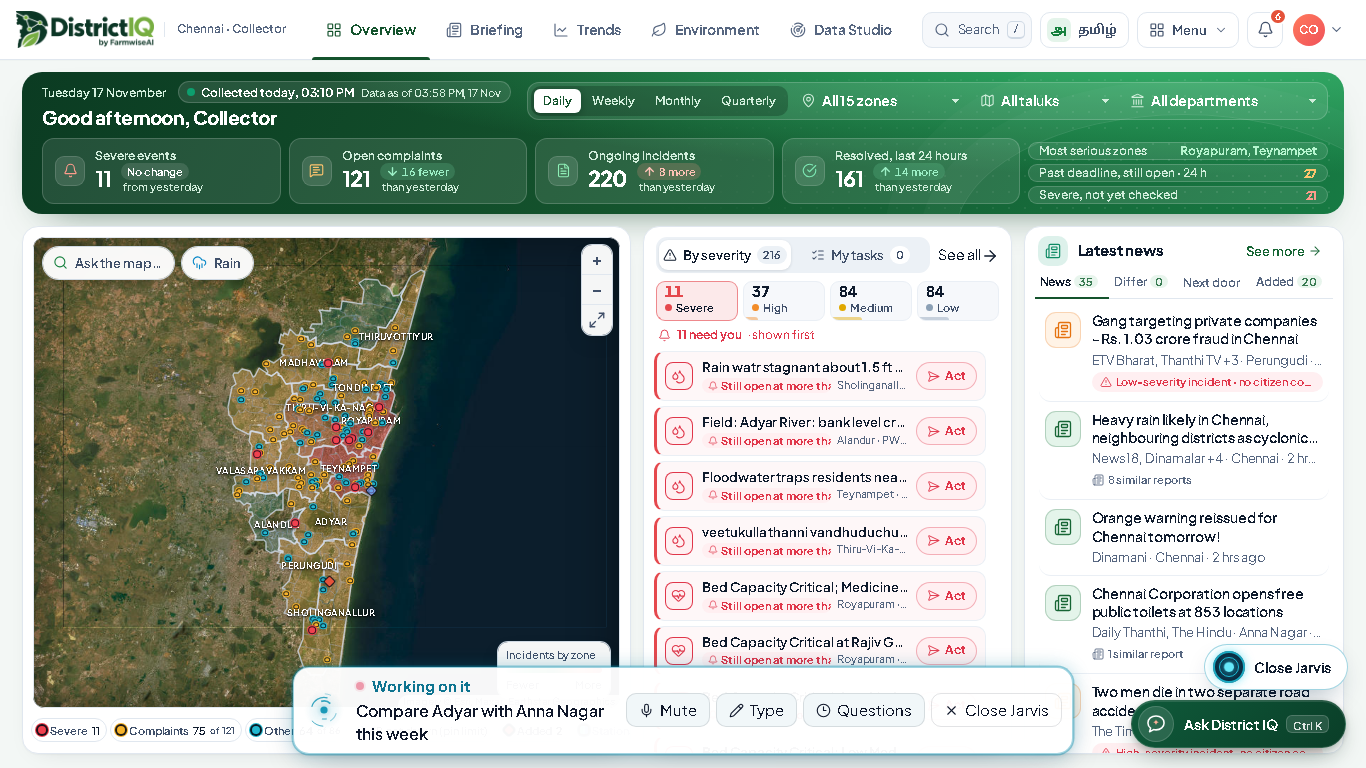 DistrictIQ
by FarmwiseAI
Chennai · Collector
Overview
Briefing
Trends
Environment
Data Studio
Search /
அ தமிழ்
Menu
6
CO
Tuesday 17 November
Collected today, 03:10 PM Data as of 03:58 PM, 17 Nov
Good afternoon, Collector
Daily Weekly Monthly Quarterly
All 15 zones
All taluks
All departments
Severe events
11 No change
from yesterday
Open complaints
121 ↓ 16 fewer
than yesterday
Ongoing incidents
220 ↑ 8 more
than yesterday
Resolved, last 24 hours
161 ↑ 14 more
than yesterday
Most serious zones Royapuram, Teynampet
Past deadline, still open · 24 h 27
Severe, not yet checked 21
Ask the map...
Rain
+
−
THIRUVOTTIYUR
MADHAVARAM
TONDIARPET
THIRU-VI-KA-NAGAR
ROYAPURAM
VALASARAVAKKAM
TEYNAMPET
ALANDUR
ADYAR
PERUNGUDI
SHOLINGANALLUR
Incidents by zone
Severe 11
Complaints 75 of 121
Other
By severity 216
My tasks 0
See all →
11
Severe
37
High
84
Medium
84
Low
11 need you · shown first
Rain watr stagnant about 1.5 ft ...
Still open at more tha Sholinganall...
Act
Field: Adyar River: bank level cr...
Still open at more tha Alandur · PW...
Act
Floodwater traps residents nea...
Still open at more tha Teynampet · ...
Act
veetukulla thanni vandhuduchu...
Still open at more tha Thiru-Vi-Ka-...
Act
Bed Capacity Critical; Medicine...
Still open at more tha Royapuram · ...
Act
Bed Capacity Critical at Rajiv G...
Still open at more tha Royapuram · ...
Act
Latest news
See more →
News 35
Differ 0
Next door
Added 20
Gang targeting private companies
– Rs. 1.03 crore fraud in Chennai
ETV Bharat, Thanthi TV +3 · Perungudi · ...
Low-severity incident · no citizen co...
Heavy rain likely in Chennai,
neighbouring districts as cyclonic...
News18, Dinamalar +4 · Chennai · 2 hr...
8 similar reports
Orange warning reissued for
Chennai tomorrow!
Dinamani · Chennai · 2 hrs ago
Chennai Corporation opens free
public toilets at 853 locations
Daily Thanthi, The Hindu · Anna Nagar · ...
1 similar report
Two men die in two separate road
accide
The Tim
High-severity incident · no citizen co...
Working on it
Compare Adyar with Anna Nagar
this week
Mute
Type
Questions
Close Jarvis
Close Jarvis
Ask District IQ Ctrl K